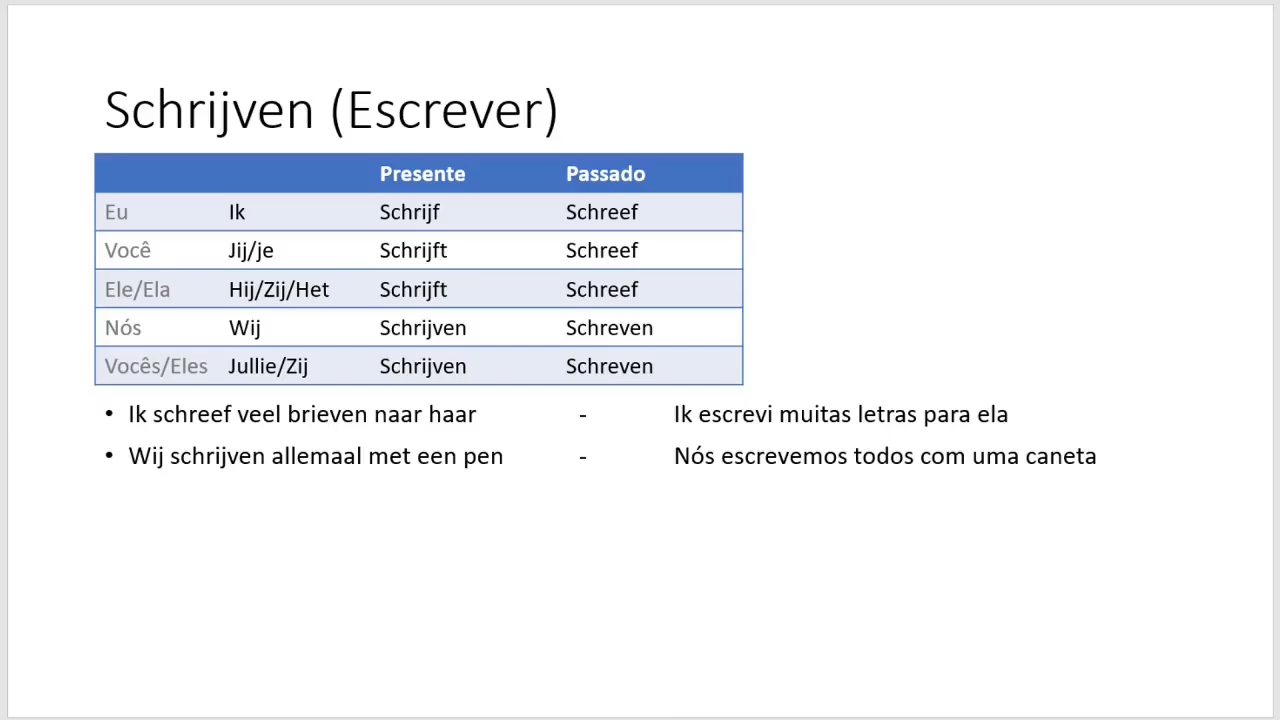 Schrijven (Escrever)
Presente Passado
Eu Ik Schrijf Schreef
Você Jij/je Schrijft Schreef
Ele/Ela Hij/Zij/Het Schrijft Schreef
Nós Wij Schrijven Schreven
Vocês/Eles Jullie/Zij Schrijven Schreven
• Ik schreef veel brieven naar haar - Ik escrevi muitas letras para ela
• Wij schrijven allemaal met een pen - Nós escrevemos todos com uma caneta